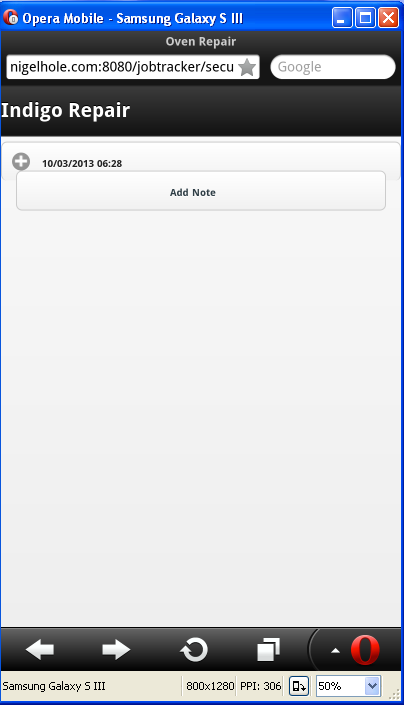 Opera Mobile - Samsung Galaxy S III
Oven Repair
nigelhole.com:8080/jobtracker/secu
Google
Indigo Repair
10/03/2013 06:28
Add Note
Samsung Galaxy S III
800x1280
PPI: 306
50%